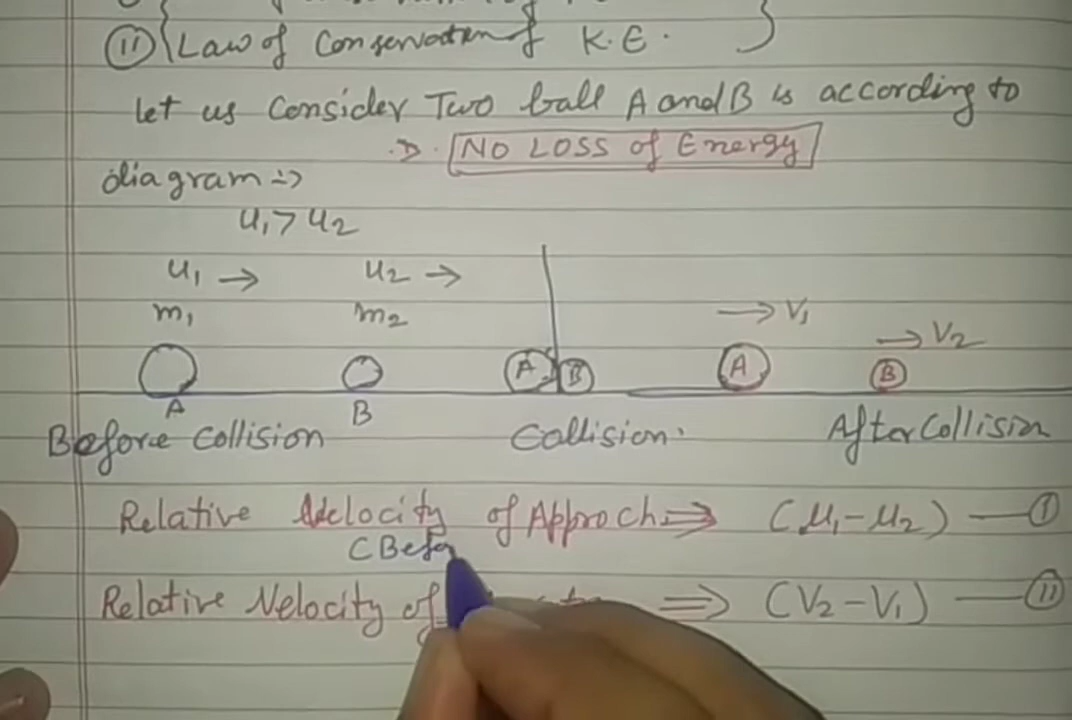 (II) Law of Conservation of K.E.
let us Consider Two ball A and B is according to
→ NO LOSS of Energy
diagram :→
u₁ > u₂
u₁ → u₂ → → V₁
m₁ m₂ → V₂
A B A B
A B
Before Collision Collision. After Collision
Relative Velocity of Approch. ⇒ (u₁-u₂) — (I)
(Befo
Relative Velocity of ⇒ (V₂-V₁) — (II)